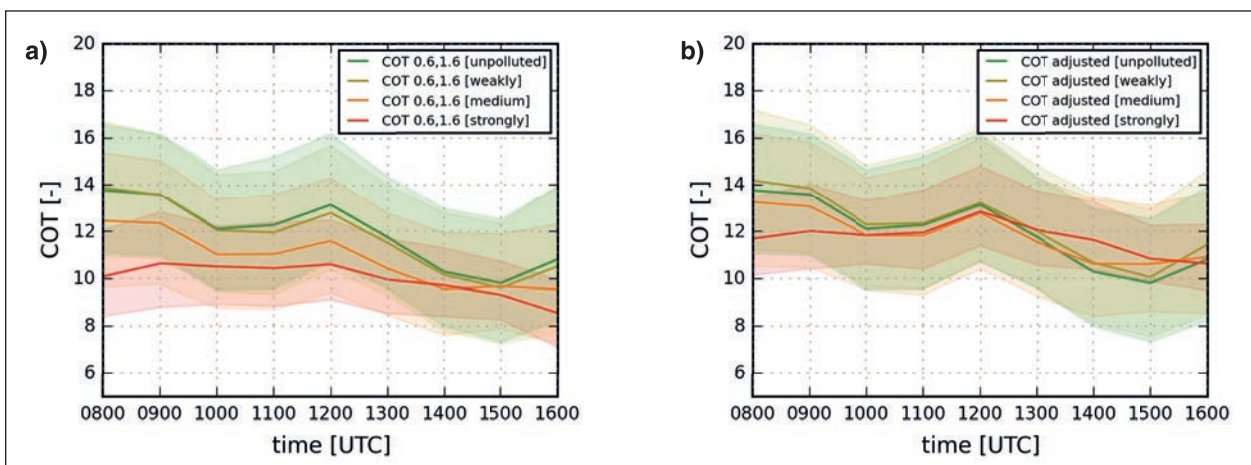 a)
20
18
16
14
12
10
8
6
COT [-]
COT 0.6,1.6 [unpolluted]
COT 0.6,1.6 [weakly]
COT 0.6,1.6 [medium]
COT 0.6,1.6 [strongly]
0800 0900 1000 1100 1200 1300 1400 1500 1600
time [UTC]
b)
20
18
16
14
12
10
8
6
COT [-]
COT adjusted [unpolluted]
COT adjusted [weakly]
COT adjusted [medium]
COT adjusted [strongly]
0800 0900 1000 1100 1200 1300 1400 1500 1600
time [UTC]